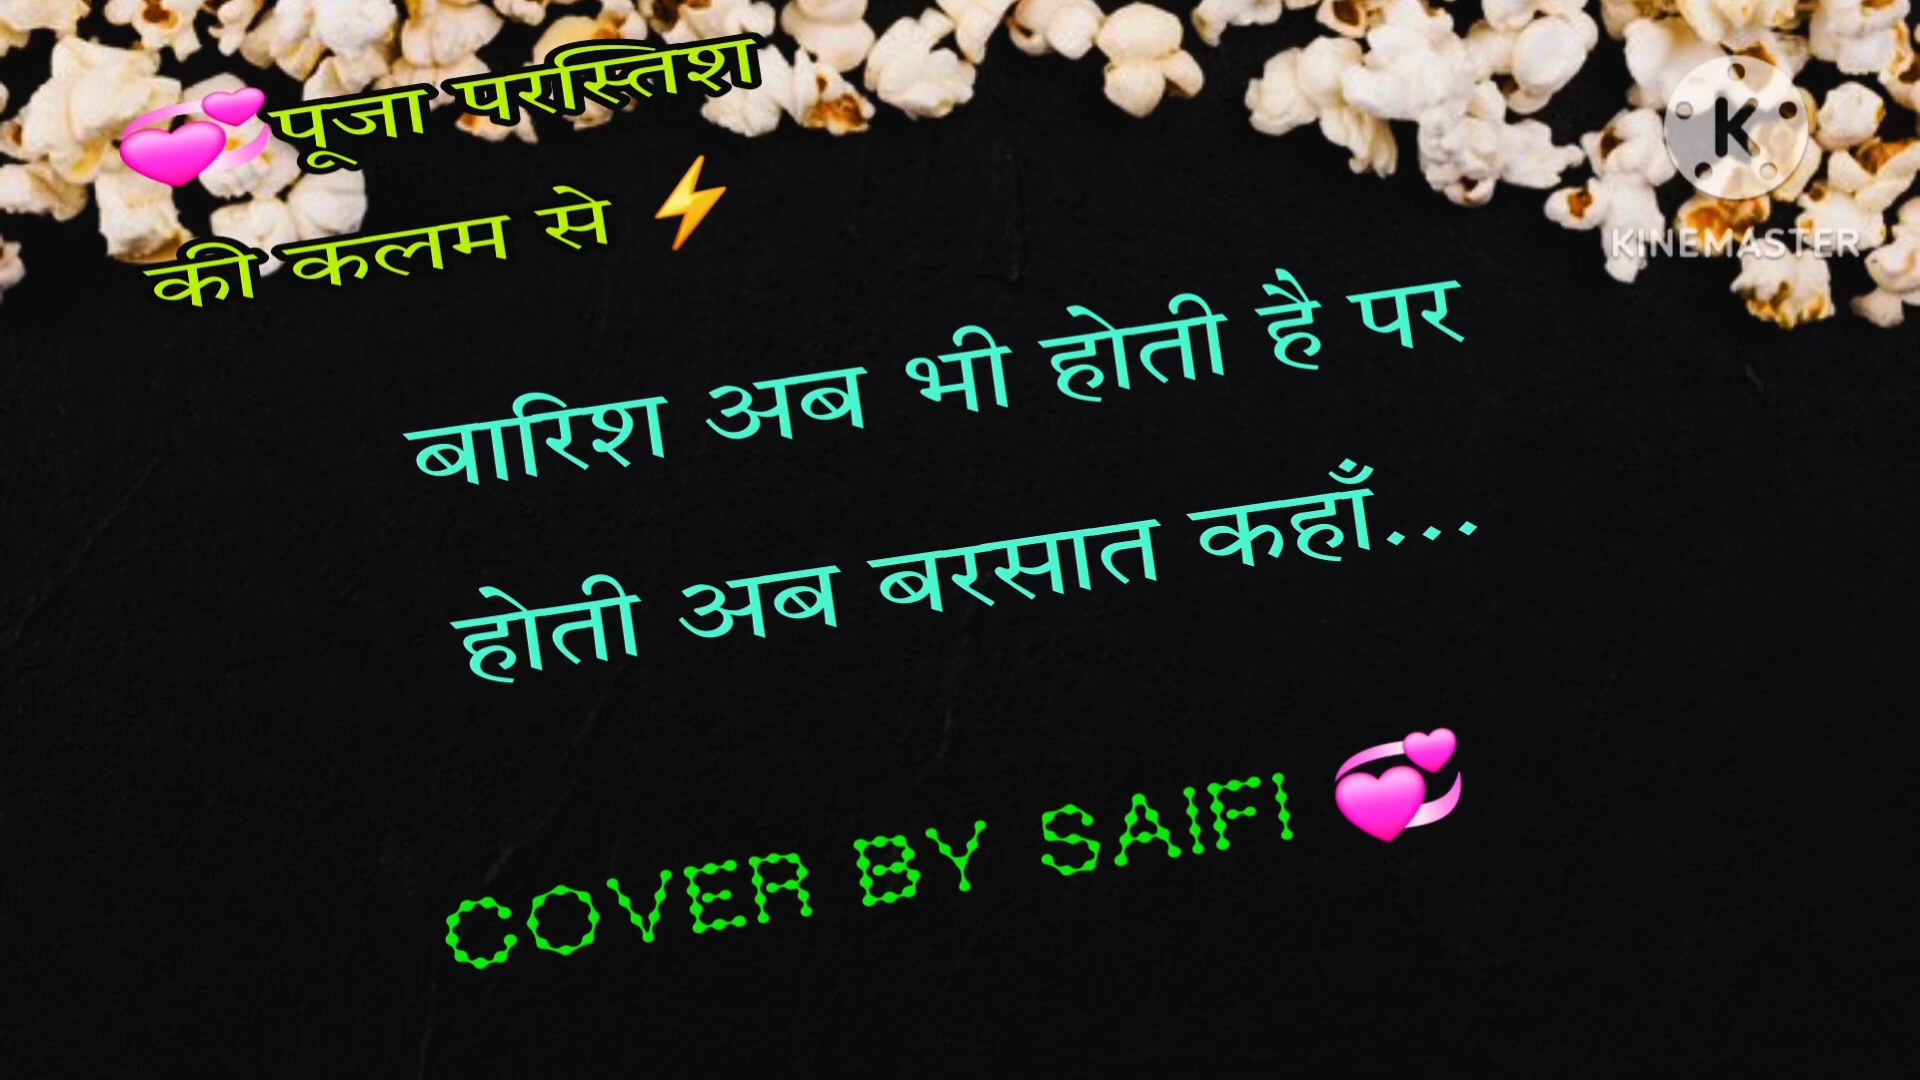 💞पूजा परस्तिश
की कलम से ⚡
KINEMASTER
बारिश अब भी होती है पर
होती अब बरसात कहाँ...
COVER BY SAIFI 💞